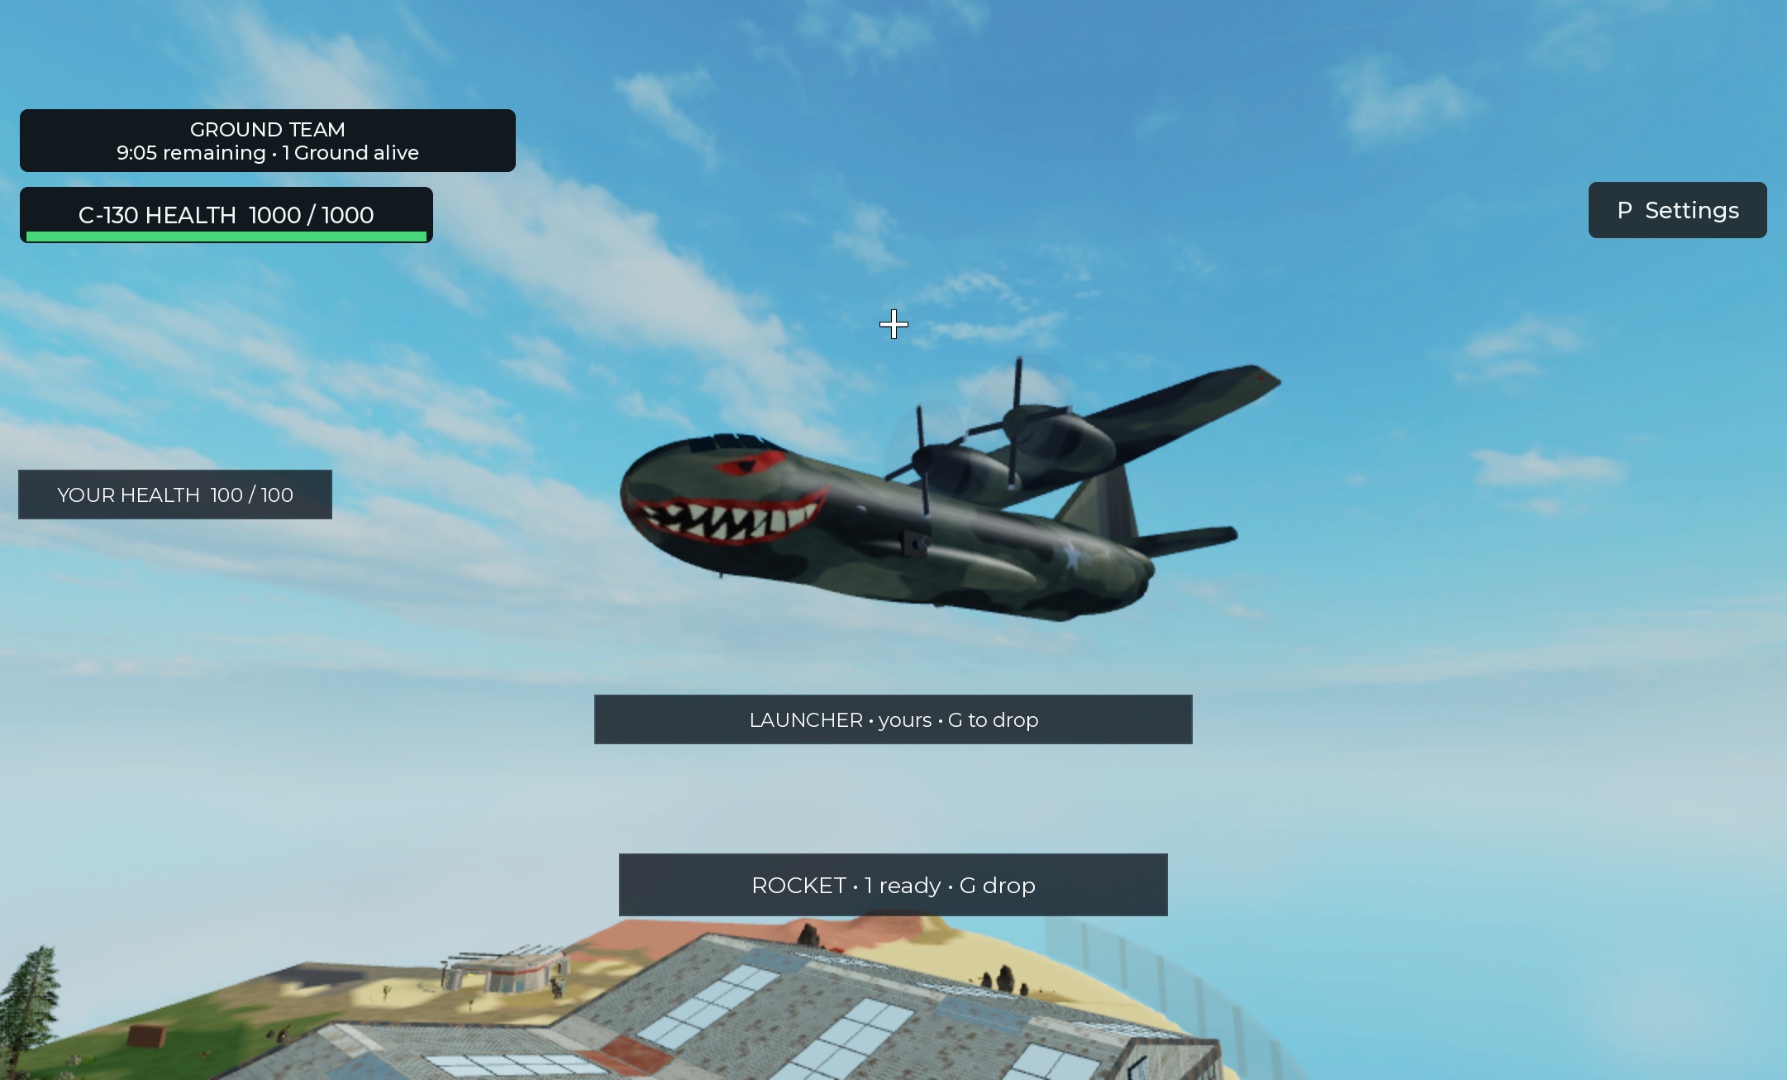 GROUND TEAM
9:05 remaining • 1 Ground alive
C-130 HEALTH 1000 / 1000
P Settings
YOUR HEALTH 100 / 100
LAUNCHER • yours • G to drop
ROCKET • 1 ready • G drop